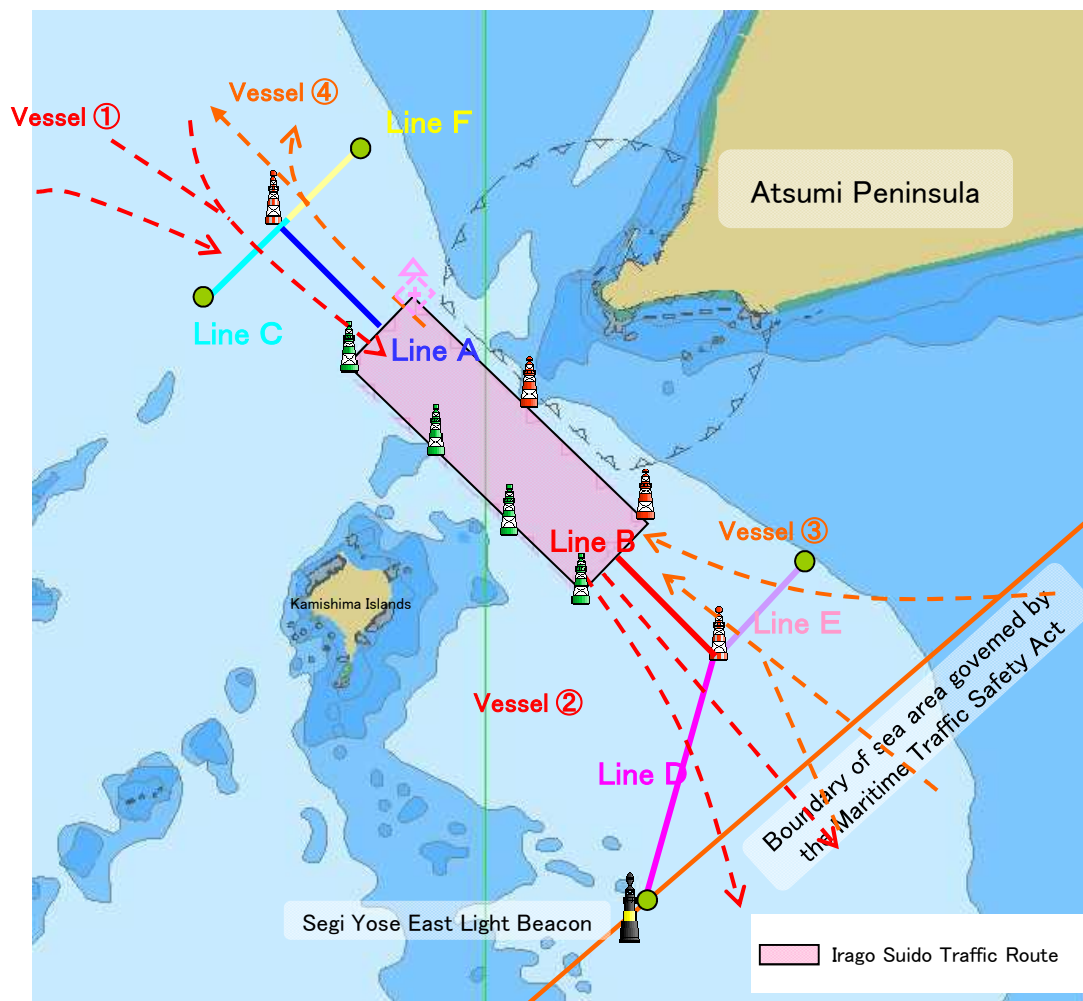 Vessel ④
Vessel ①
Line F
Atsumi Peninsula
Line C
Line A
Line B
Vessel ③
Kamishima Islands
Line E
Vessel ②
Line D
Boundary of sea area governed by
the Maritime Traffic Safety Act
Segi Yose East Light Beacon
Irago Suido Traffic Route